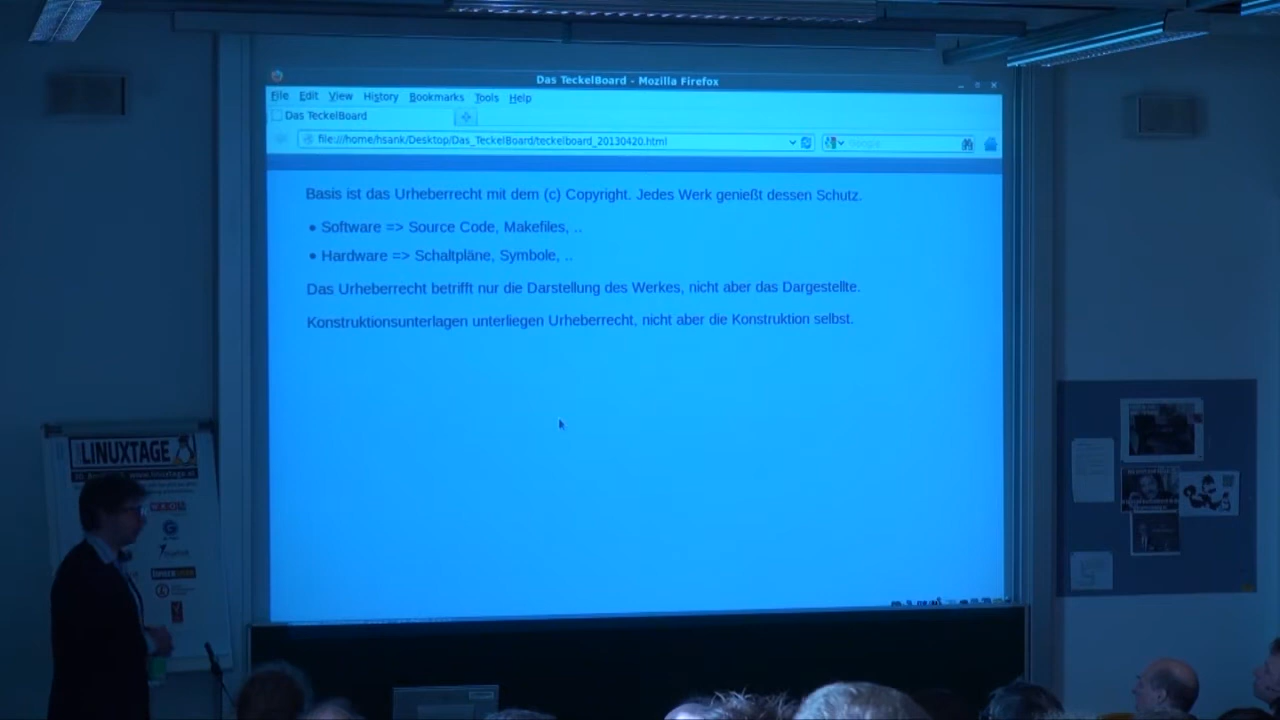 Das TeckelBoard - Mozilla Firefox
File Edit View History Bookmarks Tools Help
Das TeckelBoard
file:///home/hsank/Desktop/Das_TeckelBoard/teckelboard_20130420.html
Google
Basis ist das Urheberrecht mit dem (c) Copyright. Jedes Werk genießt dessen Schutz.
• Software => Source Code, Makefiles, ..
• Hardware => Schaltpläne, Symbole, ..
Das Urheberrecht betrifft nur die Darstellung des Werkes, nicht aber das Dargestellte.
Konstruktionsunterlagen unterliegen Urheberrecht, nicht aber die Konstruktion selbst.
LINUXTAGE